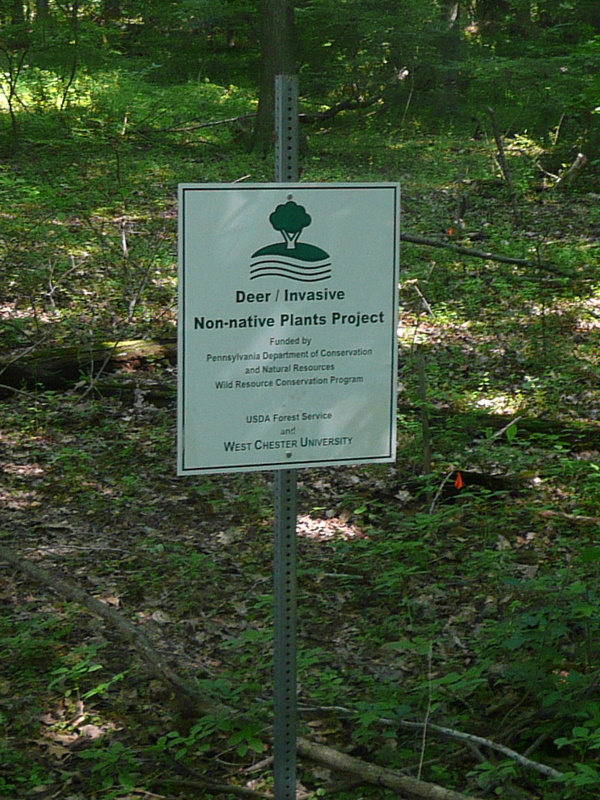 Deer / Invasive
Non-native Plants Project
Funded by
Pennsylvania Department of Conservation
and Natural Resources
Wild Resource Conservation Program
USDA Forest Service
and
WEST CHESTER UNIVERSITY